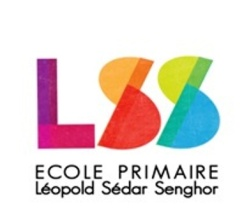 LSS
ECOLE PRIMAIRE
Léopold Sédar Senghor